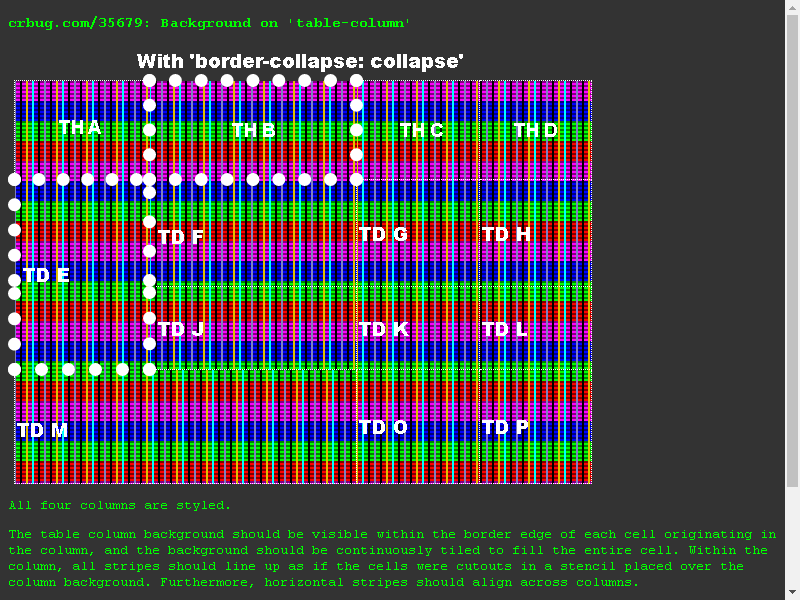 crbug.com/35679: Background on 'table-column'
With 'border-collapse: collapse'
TH A TH B TH C TH D
TD E TD F TD G TD H
TD J TD K TD L
TD M TD O TD P
All four columns are styled.
The table column background should be visible within the border edge of each cell originating in
the column, and the background should be continuously tiled to fill the entire cell. Within the
column, all stripes should line up as if the cells were cutouts in a stencil placed over the
column background. Furthermore, horizontal stripes should align across columns.